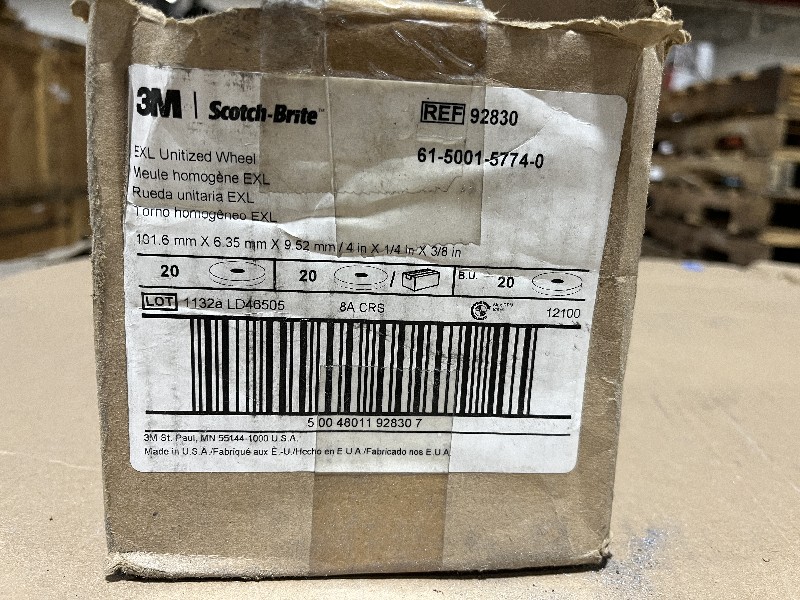 3M | Scotch-Brite™
REF 92830
61-5001-5774-0
EXL Unitized Wheel
Meule homogène EXL
Rueda unitaria EXL
Torno homogêneo EXL
101.6 mm X 6.35 mm X 9.52 mm / 4 in X 1/4 in X 3/8 in
20 20 / B.U. 20
LOT 1132a LD46505 8A CRS 12100
5 00 48011 92830 7
3M St. Paul, MN 55144-1000 U.S.A.
Made in U.S.A./Fabriqué aux É.-U./Hecho en E.U.A./Fabricado nos E.U.A.